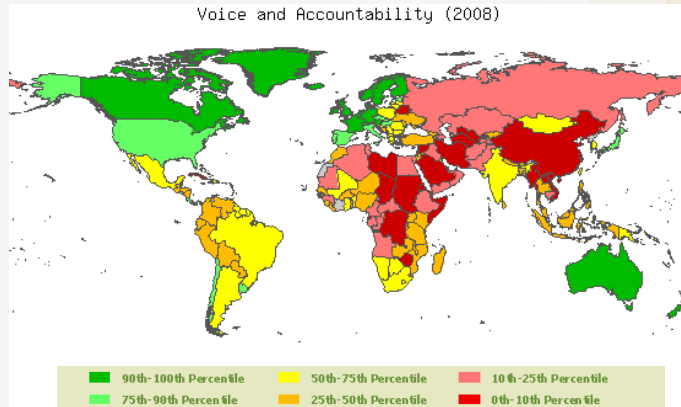 Voice and Accountability (2008)
90th-100th Percentile 50th-75th Percentile 10th-25th Percentile
75th-90th Percentile 25th-50th Percentile 0th-10th Percentile